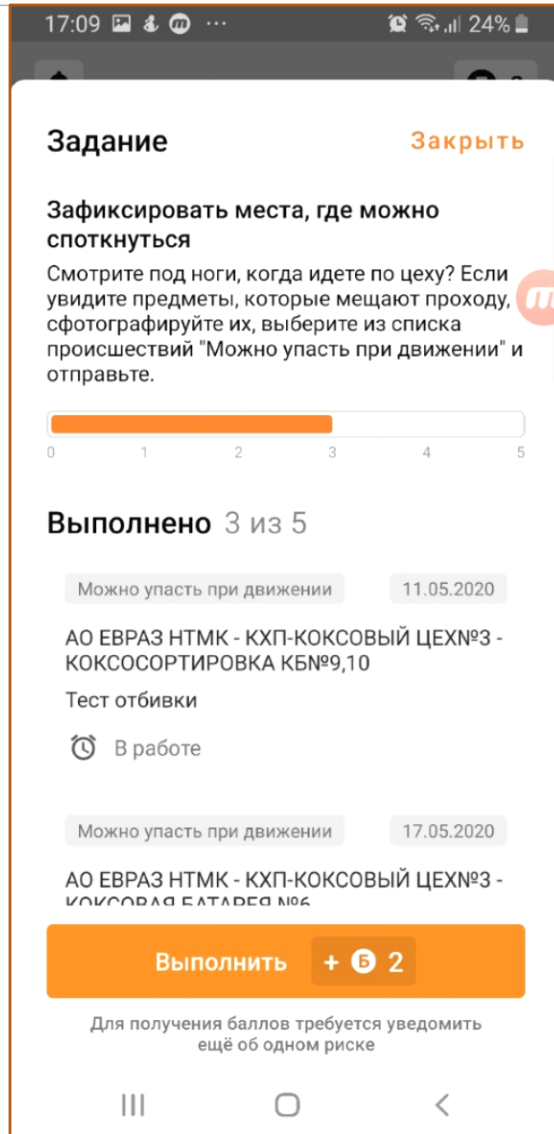 17:09 24%
Задание Закрыть
Зафиксировать места, где можно
споткнуться
Смотрите под ноги, когда идете по цеху? Если
увидите предметы, которые мещают проходу,
сфотографируйте их, выберите из списка
происшествий "Можно упасть при движении" и
отправьте.
0 1 2 3 4 5
Выполнено 3 из 5
Можно упасть при движении 11.05.2020
АО ЕВРАЗ НТМК - КХП-КОКСОВЫЙ ЦЕХ№3 -
КОКСОСОРТИРОВКА КБ№9,10
Тест отбивки
В работе
Можно упасть при движении 17.05.2020
АО ЕВРАЗ НТМК - КХП-КОКСОВЫЙ ЦЕХ№3 -
КОКСОВАЯ БАТАРЕЯ №6
Выполнить + Б 2
Для получения баллов требуется уведомить
ещё об одном риске